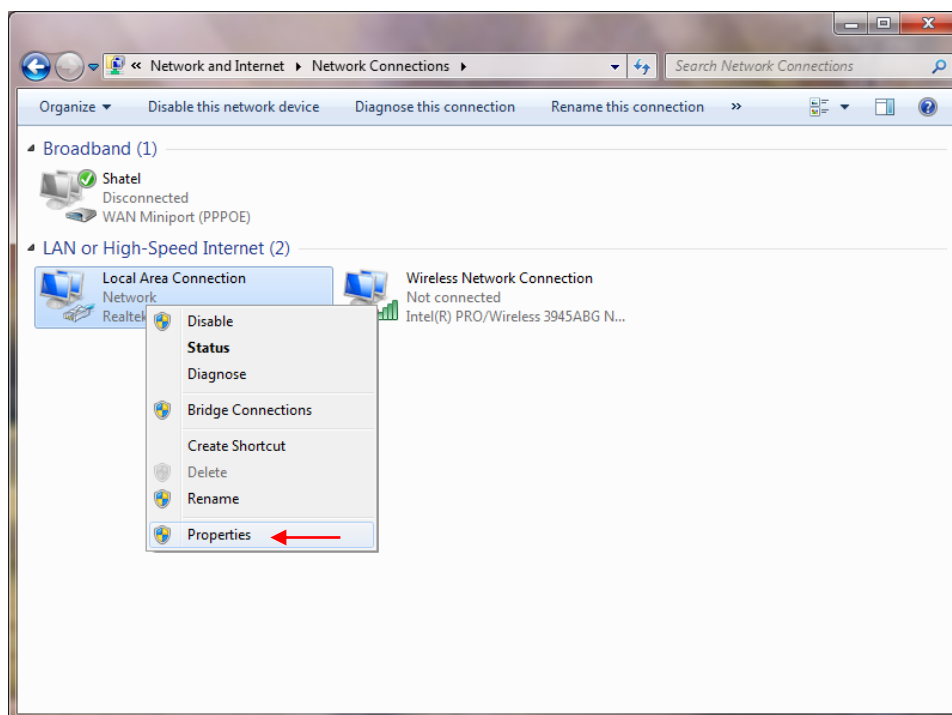 « Network and Internet ▸ Network Connections ▸
Search Network Connections
Organize Disable this network device Diagnose this connection Rename this connection »
Broadband (1)
Shatel
Disconnected
WAN Miniport (PPPOE)
LAN or High-Speed Internet (2)
Local Area Connection
Network
Realtek
Wireless Network Connection
Not connected
Intel(R) PRO/Wireless 3945ABG N...
Disable
Status
Diagnose
Bridge Connections
Create Shortcut
Delete
Rename
Properties